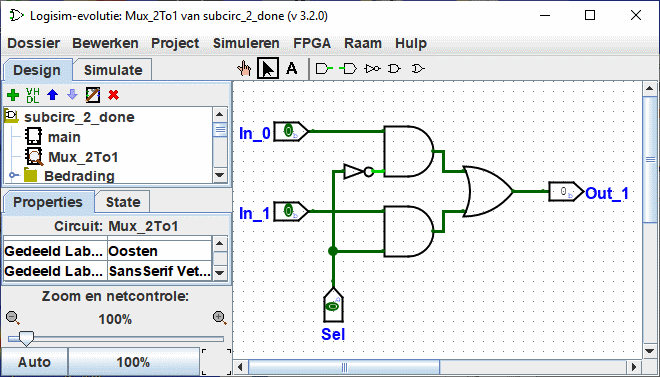 Logisim-evolutie: Mux_2To1 van subcirc_2_done (v 3.2.0)
Dossier Bewerken Project Simuleren FPGA Raam Hulp
Design Simulate
A
VH
DL
subcirc_2_done
main
Mux_2To1
Bedrading
Properties State
Circuit: Mux_2To1
Gedeeld Lab... Oosten
Gedeeld Lab... SansSerif Vet...
Zoom en netcontrole:
100%
Auto 100%
In_0 0
In_1 0
0 Out_1
0
Sel